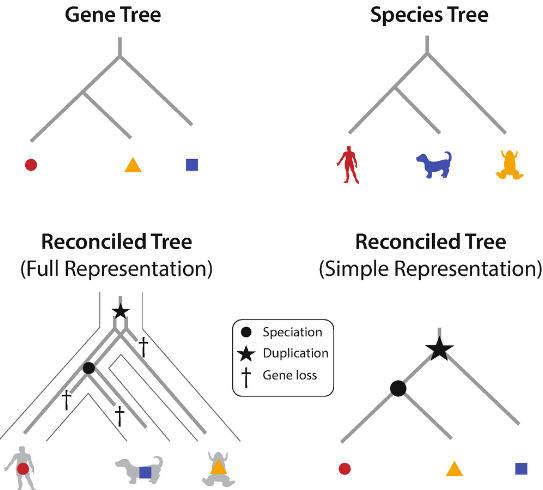 Gene Tree
Species Tree
Reconciled Tree
(Full Representation)
Reconciled Tree
(Simple Representation)
Speciation
Duplication
Gene loss